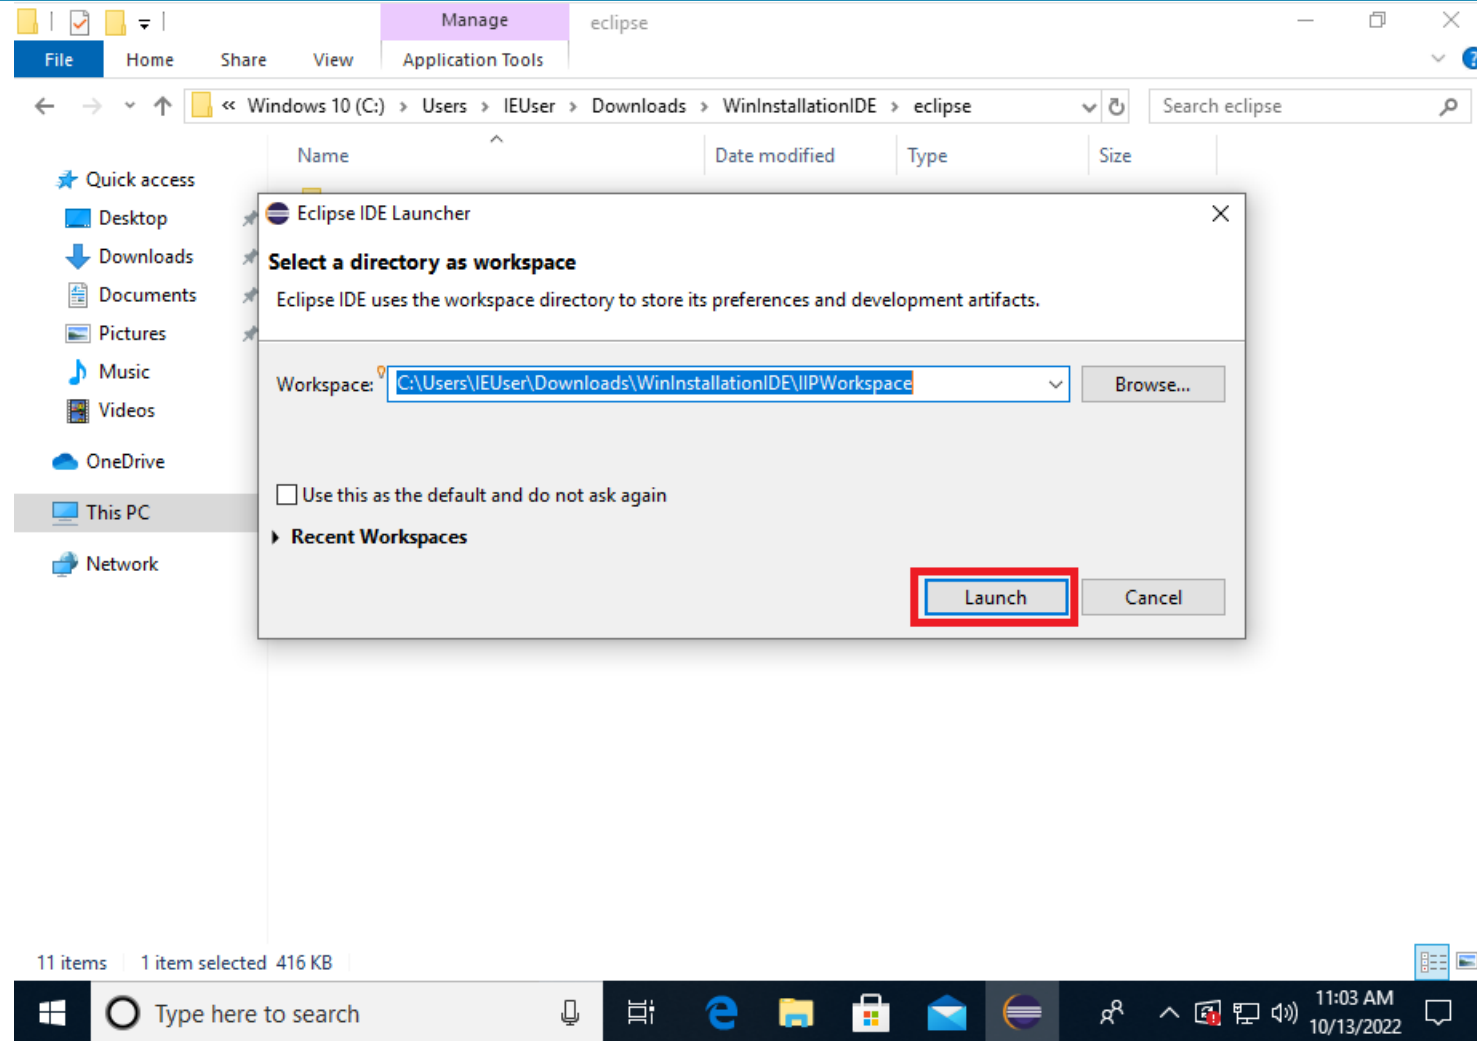 Manage
eclipse
File Home Share View Application Tools
« Windows 10 (C:) > Users > IEUser > Downloads > WinInstallationIDE > eclipse
Search eclipse
Name Date modified Type Size
Quick access
Desktop
Downloads
Documents
Pictures
Music
Videos
OneDrive
This PC
Network
Eclipse IDE Launcher
Select a directory as workspace
Eclipse IDE uses the workspace directory to store its preferences and development artifacts.
Workspace: C:\Users\IEUser\Downloads\WinInstallationIDE\IIPWorkspace Browse...
Use this as the default and do not ask again
Recent Workspaces
Launch Cancel
11 items 1 item selected 416 KB
Type here to search
11:03 AM
10/13/2022